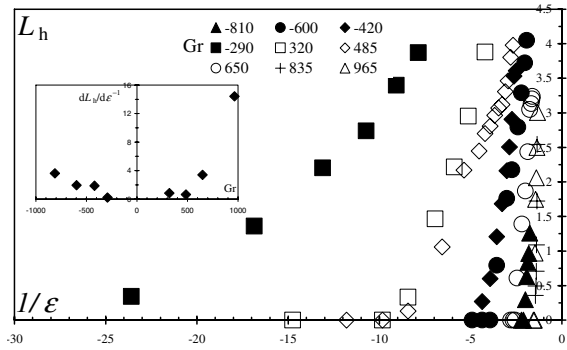 L_h
4.5
▲ -810 ● -600 ◆ -420
Gr ■ -290 □ 320 ◇ 485
○ 650 + 835 △ 965
4
3.5
3
2.5
2
1.5
1
0.5
0
16
12
8
4
0
dL_h/dε^-1
Gr
-1000 -500 0 500 1000
1/ε
-30 -25 -20 -15 -10 -5 0